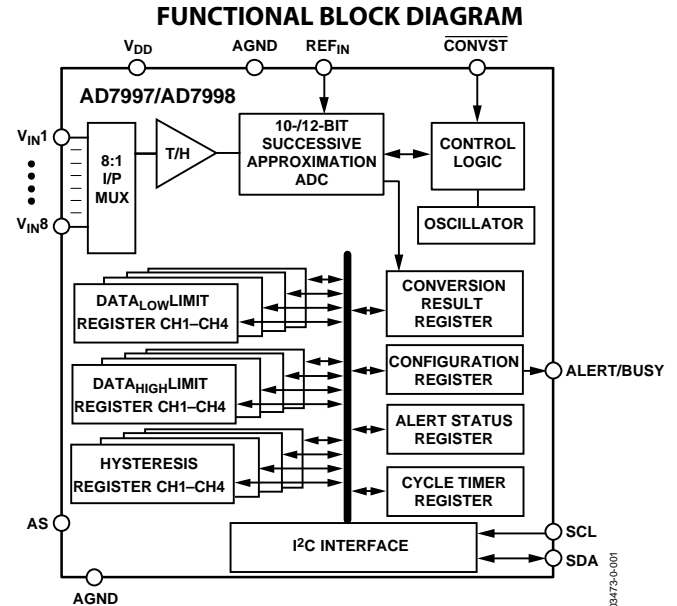 FUNCTIONAL BLOCK DIAGRAM
VDD
AGND
REFIN
CONVST
AD7997/AD7998
VIN1
VIN8
8:1
I/P
MUX
T/H
10-/12-BIT
SUCCESSIVE
APPROXIMATION
ADC
CONTROL
LOGIC
OSCILLATOR
DATALOWLIMIT
REGISTER CH1–CH4
CONVERSION
RESULT
REGISTER
DATAHIGHLIMIT
REGISTER CH1–CH4
CONFIGURATION
REGISTER
ALERT/BUSY
ALERT STATUS
REGISTER
HYSTERESIS
REGISTER CH1–CH4
CYCLE TIMER
REGISTER
AS
I2C INTERFACE
SCL
SDA
AGND
03473-0-001